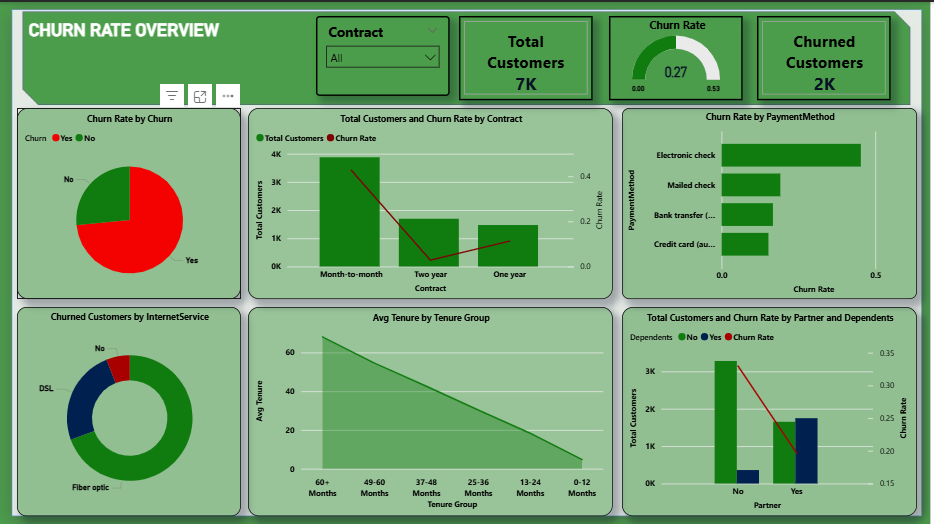 CHURN RATE OVERVIEW
Contract
All
Total
Customers
7K
Churn Rate
0.27
0.00
0.53
Churned
Customers
2K
Churn Rate by Churn
Churn Yes No
No
Yes
Total Customers and Churn Rate by Contract
Total Customers Churn Rate
Total Customers
4K
3K
2K
1K
0K
0.4
0.2
0.0
Churn Rate
Month-to-month Two year One year
Contract
Churn Rate by PaymentMethod
PaymentMethod
Electronic check
Mailed check
Bank transfer (...
Credit card (au...
0.0 0.5
Churn Rate
Churned Customers by InternetService
No
DSL
Fiber optic
Avg Tenure by Tenure Group
Avg Tenure
60
40
20
0
60+ 49-60 37-48 25-36 13-24 0-12
Months Months Months Months Months Months
Tenure Group
Total Customers and Churn Rate by Partner and Dependents
Dependents No Yes Churn Rate
Total Customers
3K
2K
1K
0K
0.35
0.30
0.25
0.20
0.15
Churn Rate
No Yes
Partner